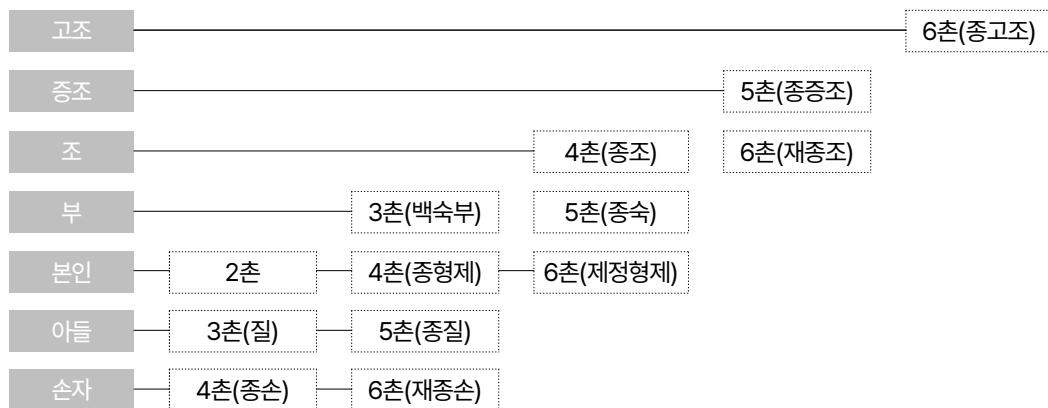 고조 6촌(종고조)
증조 5촌(종증조)
조 4촌(종조) 6촌(재종조)
부 3촌(백숙부) 5촌(종숙)
본인 2촌 4촌(종형제) 6촌(제정형제)
아들 3촌(질) 5촌(종질)
손자 4촌(종손) 6촌(재종손)